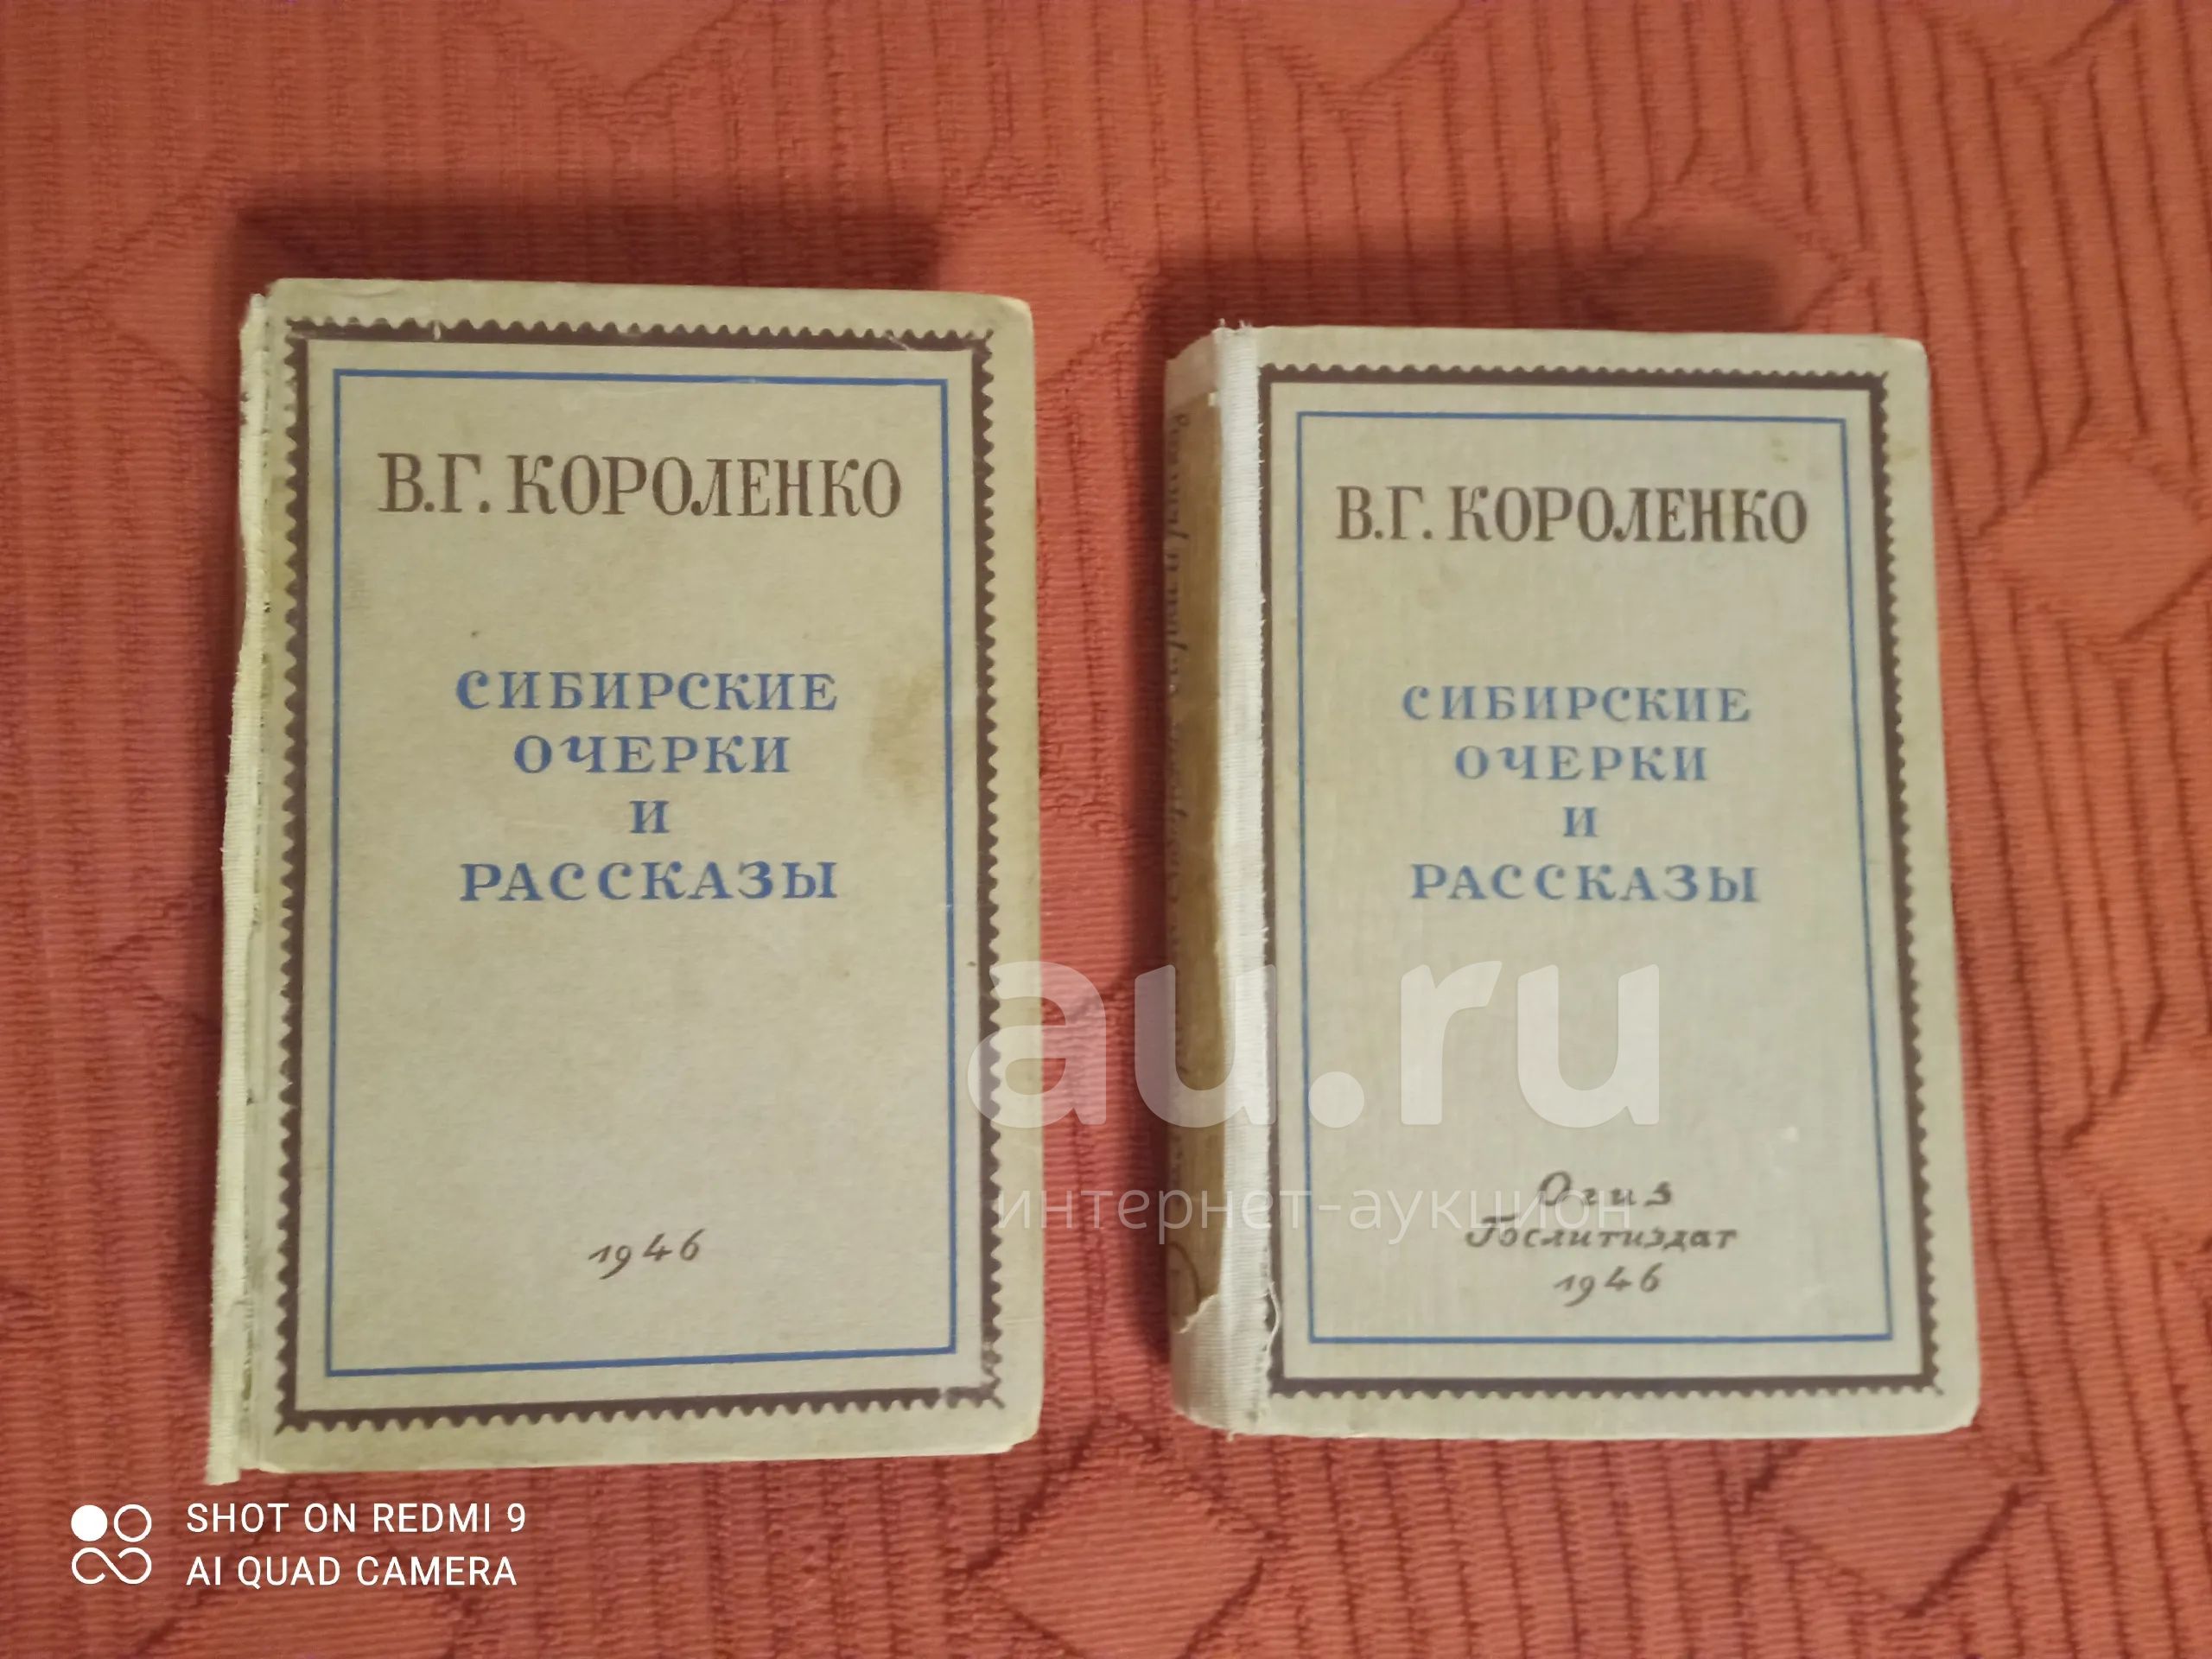 В.Г. КОРОЛЕНКО
СИБИРСКИЕ
ОЧЕРКИ
И
РАССКАЗЫ
1946
В.Г. КОРОЛЕНКО
СИБИРСКИЕ
ОЧЕРКИ
И
РАССКАЗЫ
Огиз
Гослитиздат
1946
au.ru
интернет-аукцион
SHOT ON REDMI 9
AI QUAD CAMERA